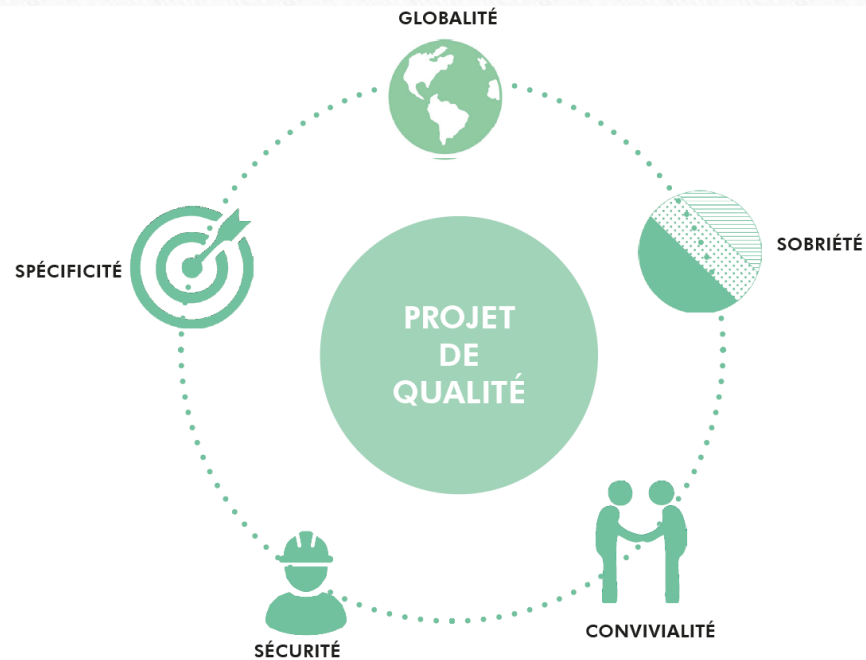 GLOBALITÉ
SOBRIÉTÉ
SPÉCIFICITÉ
PROJET
DE
QUALITÉ
CONVIVIALITÉ
SÉCURITÉ